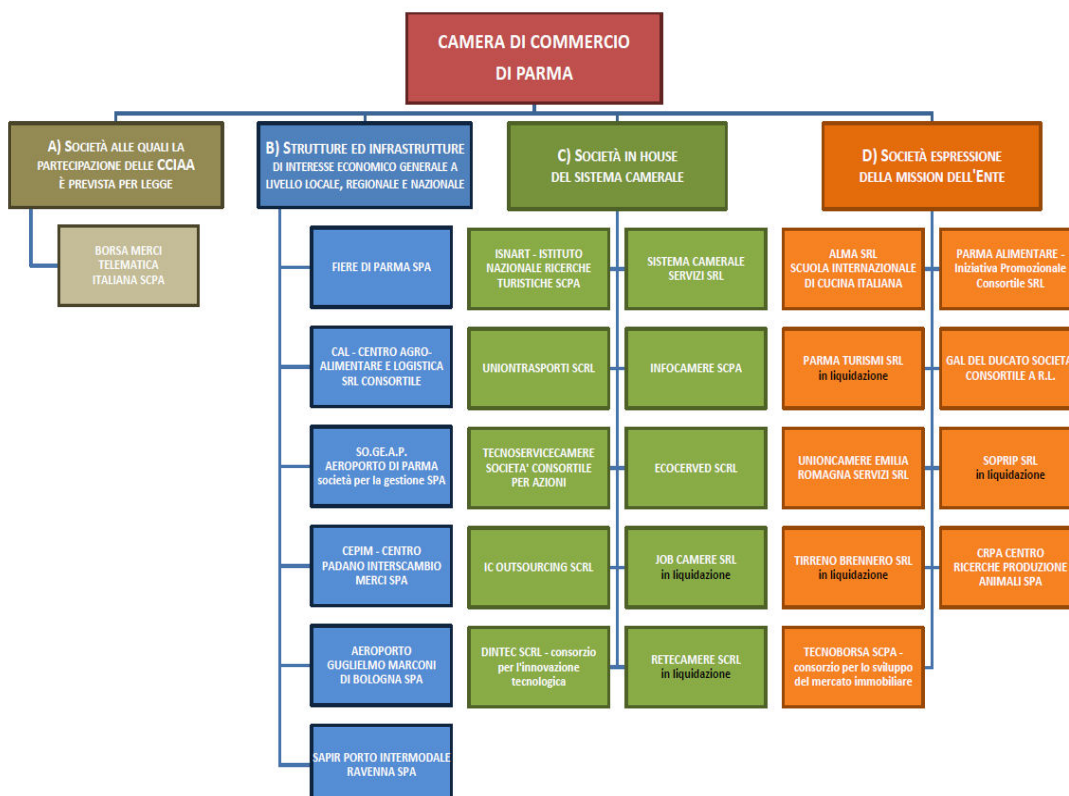 CAMERA DI COMMERCIO
DI PARMA
A) SOCIETÀ ALLE QUALI LA
PARTECIPAZIONE DELLE CCIAA
È PREVISTA PER LEGGE
BORSA MERCI
TELEMATICA
ITALIANA SCPA
B) STRUTTURE ED INFRASTRUTTURE
DI INTERESSE ECONOMICO GENERALE A
LIVELLO LOCALE, REGIONALE E NAZIONALE
FIERE DI PARMA SPA
CAL - CENTRO AGRO-
ALIMENTARE E LOGISTICA
SRL CONSORTILE
SO.GE.A.P.
AEROPORTO DI PARMA
società per la gestione SPA
CEPIM - CENTRO
PADANO INTERSCAMBIO
MERCI SPA
AEROPORTO
GUGLIELMO MARCONI
DI BOLOGNA SPA
SAPIR PORTO INTERMODALE
RAVENNA SPA
C) SOCIETÀ IN HOUSE
DEL SISTEMA CAMERALE
ISNART - ISTITUTO
NAZIONALE RICERCHE
TURISTICHE SCPA
SISTEMA CAMERALE
SERVIZI SRL
UNIONTRASPORTI SCRL
INFOCAMERE SCPA
TECNOSERVICECAMERE
SOCIETA' CONSORTILE
PER AZIONI
ECOCERVED SCRL
IC OUTSOURCING SCRL
JOB CAMERE SRL
in liquidazione
DINTEC SCRL - consorzio
per l'innovazione
tecnologica
RETECAMERE SCRL
in liquidazione
D) SOCIETÀ ESPRESSIONE
DELLA MISSION DELL'ENTE
ALMA SRL
SCUOLA INTERNAZIONALE
DI CUCINA ITALIANA
PARMA ALIMENTARE -
Iniziativa Promozionale
Consortile SRL
PARMA TURISMI SRL
in liquidazione
GAL DEL DUCATO SOCIETA'
CONSORTILE A R.L.
UNIONCAMERE EMILIA
ROMAGNA SERVIZI SRL
SOPRIP SRL
in liquidazione
TIRRENO BRENNERO SRL
in liquidazione
CRPA CENTRO
RICERCHE PRODUZIONE
ANIMALI SPA
TECNOBORSA SCPA -
consorzio per lo sviluppo
del mercato immobiliare